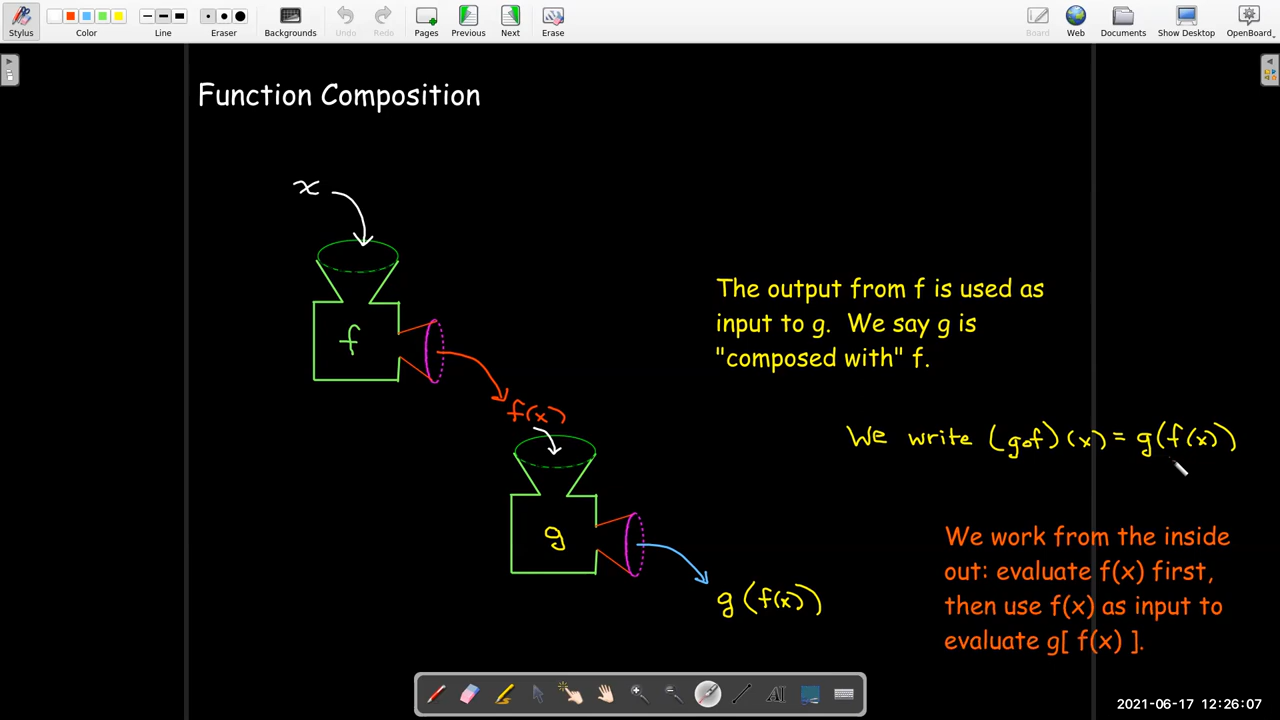 Stylus
Color
Line
Eraser
Backgrounds
Undo
Redo
Pages
Previous
Next
Erase
Board
Web
Documents
Show Desktop
OpenBoard
Function Composition
x
f
f(x)
g
g(f(x))
The output from f is used as
input to g. We say g is
"composed with" f.
We write (g∘f)(x) = g(f(x))
We work from the inside
out: evaluate f(x) first,
then use f(x) as input to
evaluate g[ f(x) ].
AI
2021-06-17 12:26:07